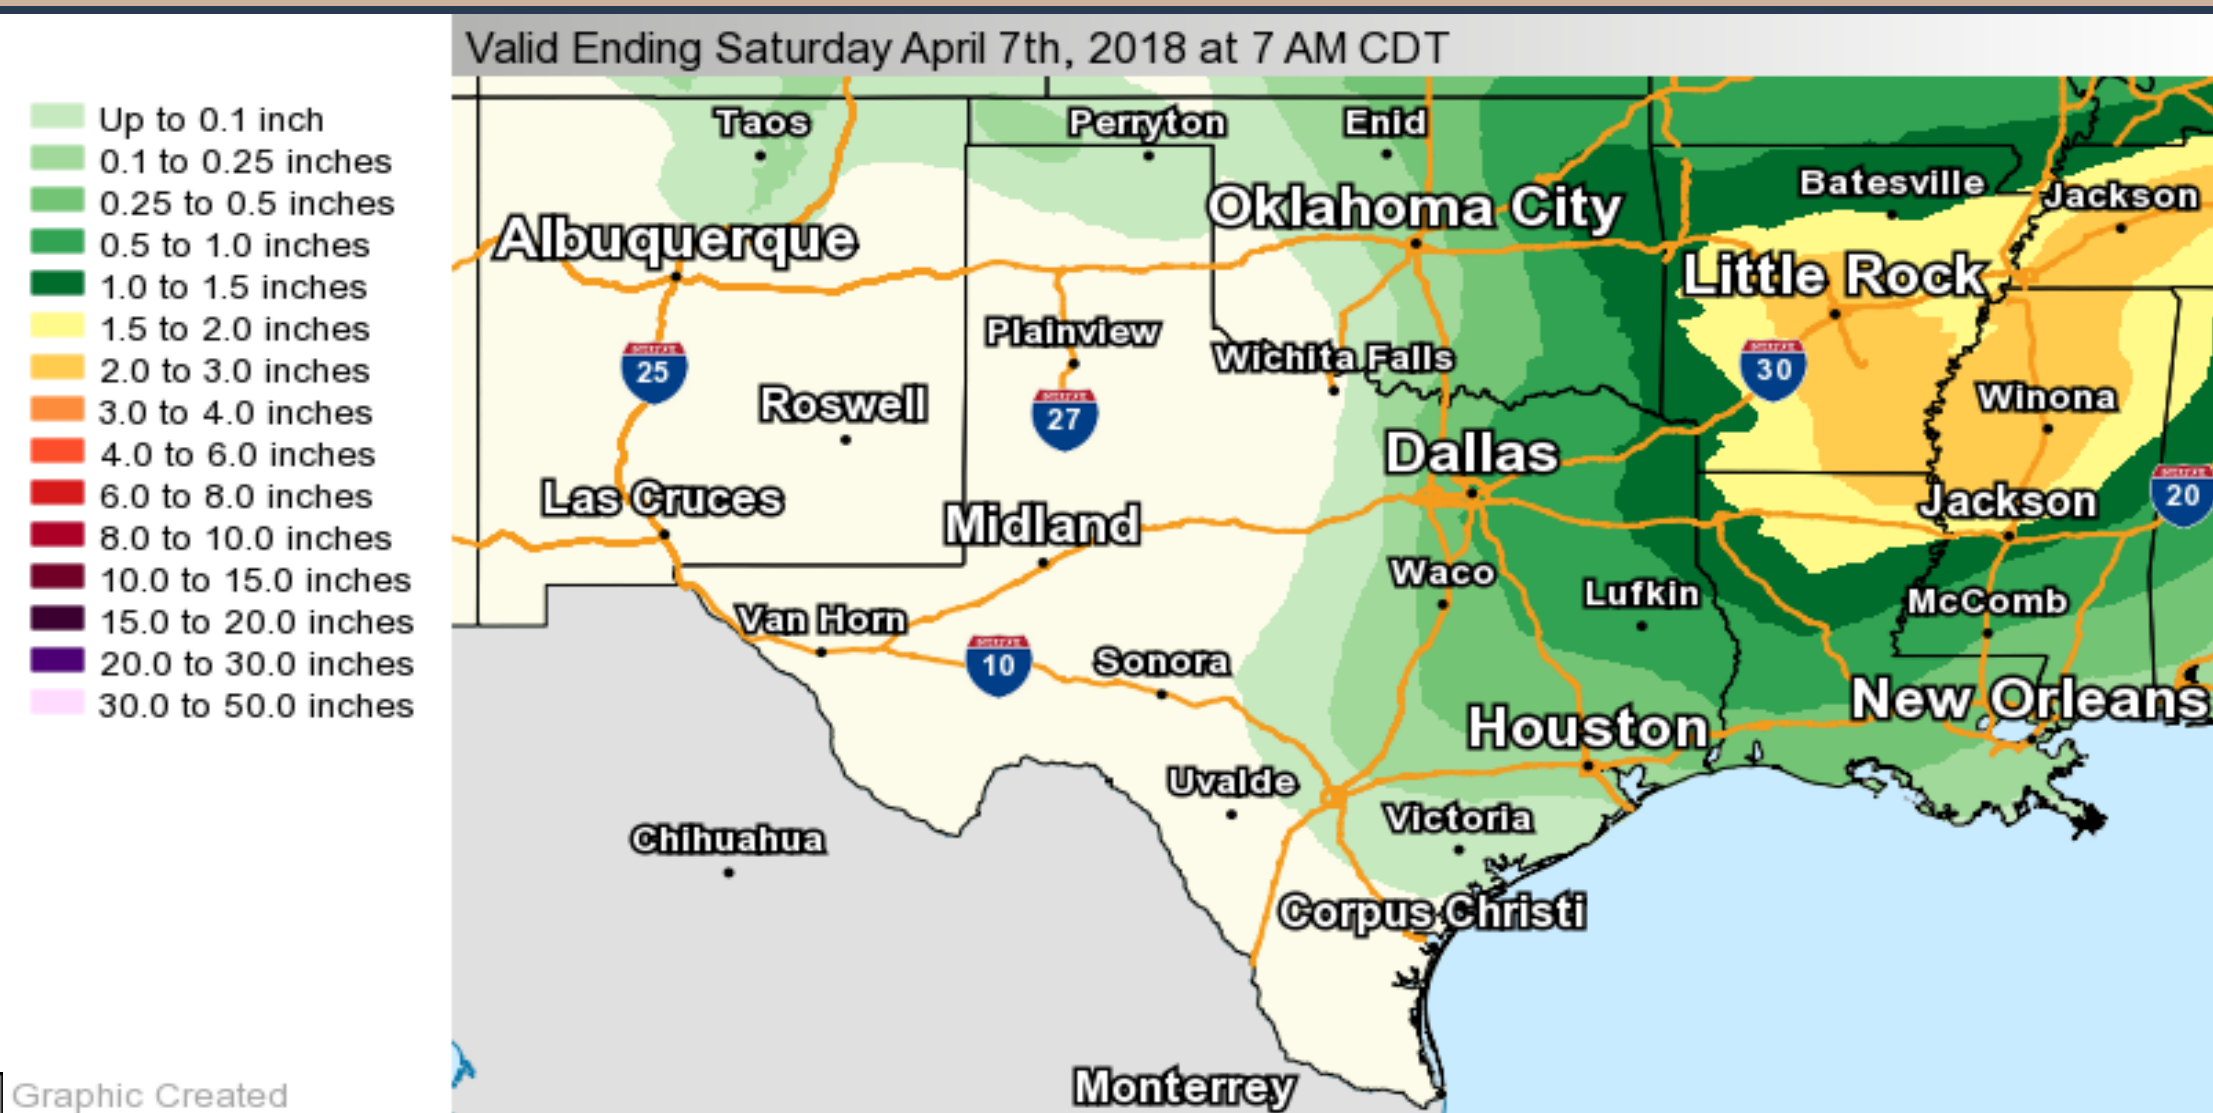 Valid Ending Saturday April 7th, 2018 at 7 AM CDT
Up to 0.1 inch
0.1 to 0.25 inches
0.25 to 0.5 inches
0.5 to 1.0 inches
1.0 to 1.5 inches
1.5 to 2.0 inches
2.0 to 3.0 inches
3.0 to 4.0 inches
4.0 to 6.0 inches
6.0 to 8.0 inches
8.0 to 10.0 inches
10.0 to 15.0 inches
15.0 to 20.0 inches
20.0 to 30.0 inches
30.0 to 50.0 inches
Graphic Created
Taos
Perryton
Enid
Batesville
Jackson
Oklahoma City
Albuquerque
Little Rock
Plainview
Wichita Falls
25
30
Roswell
27
Winona
Dallas
Las Cruces
20
Jackson
Midland
Waco
Lufkin
McComb
Van Horn
10
Sonora
New Orleans
Houston
Uvalde
Victoria
Chihuahua
Corpus Christi
Monterrey